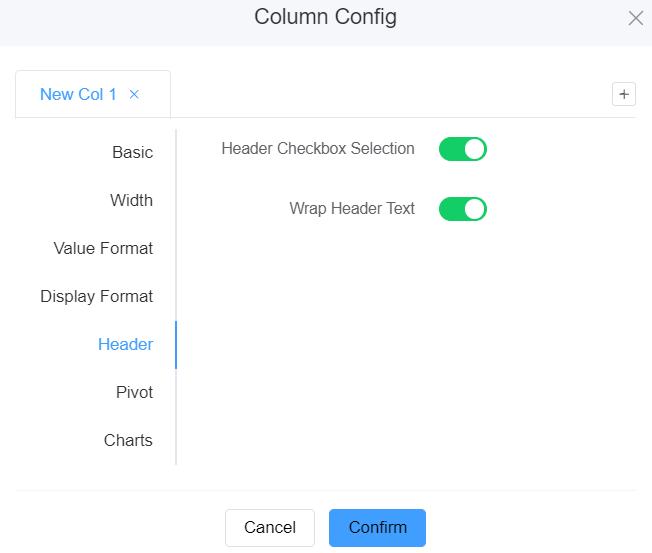 Column Config
New Col 1
Basic
Width
Value Format
Display Format
Header
Pivot
Charts
Header Checkbox Selection
Wrap Header Text
Cancel
Confirm